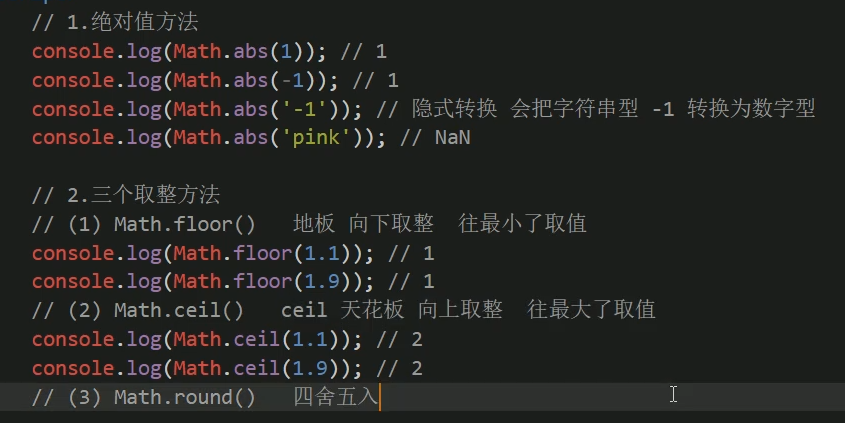 // 1.绝对值方法
console.log(Math.abs(1)); // 1
console.log(Math.abs(-1)); // 1
console.log(Math.abs('-1')); // 隐式转换 会把字符串型 -1 转换为数字型
console.log(Math.abs('pink')); // NaN
// 2.三个取整方法
// (1) Math.floor()   地板 向下取整  往最小了取值
console.log(Math.floor(1.1)); // 1
console.log(Math.floor(1.9)); // 1
// (2) Math.ceil()   ceil 天花板 向上取整  往最大了取值
console.log(Math.ceil(1.1)); // 2
console.log(Math.ceil(1.9)); // 2
// (3) Math.round()   四舍五入